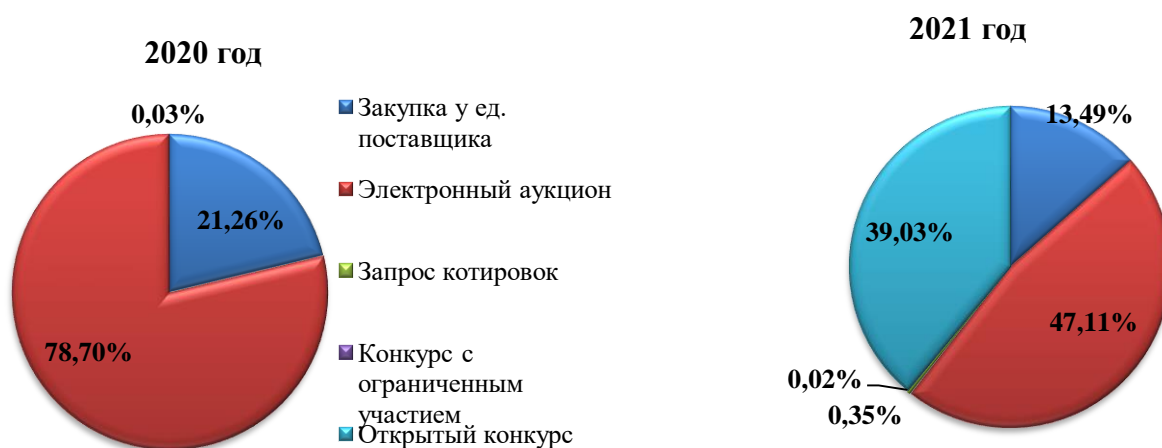 2020 год
0,03%
21,26%
78,70%
Закупка у ед.
поставщика
Электронный аукцион
Запрос котировок
Конкурс с
ограниченным
участием
Открытый конкурс
2021 год
13,49%
39,03%
47,11%
0,02%
0,35%